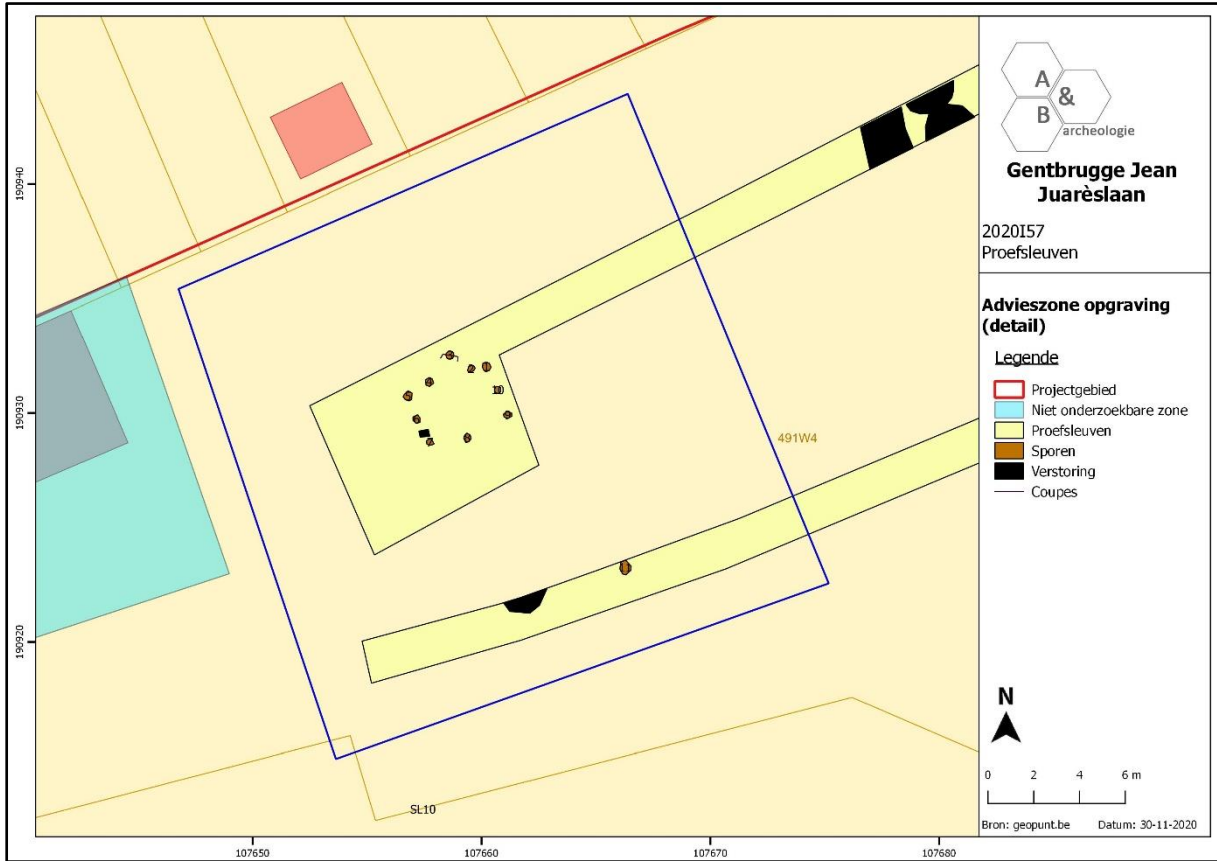 A
&
B
archeologie
Gentbrugge Jean
Juarèslaan
2020I57
Proefsleuven
Advieszone opgraving
(detail)
Legende
Projectgebied
Niet onderzoekbare zone
Proefsleuven
Sporen
Verstoring
Coupes
N
0 2 4 6 m
Bron: geopunt.be Datum: 30-11-2020
190940
190930
190920
491W4
SL10
107650 107660 107670 107680